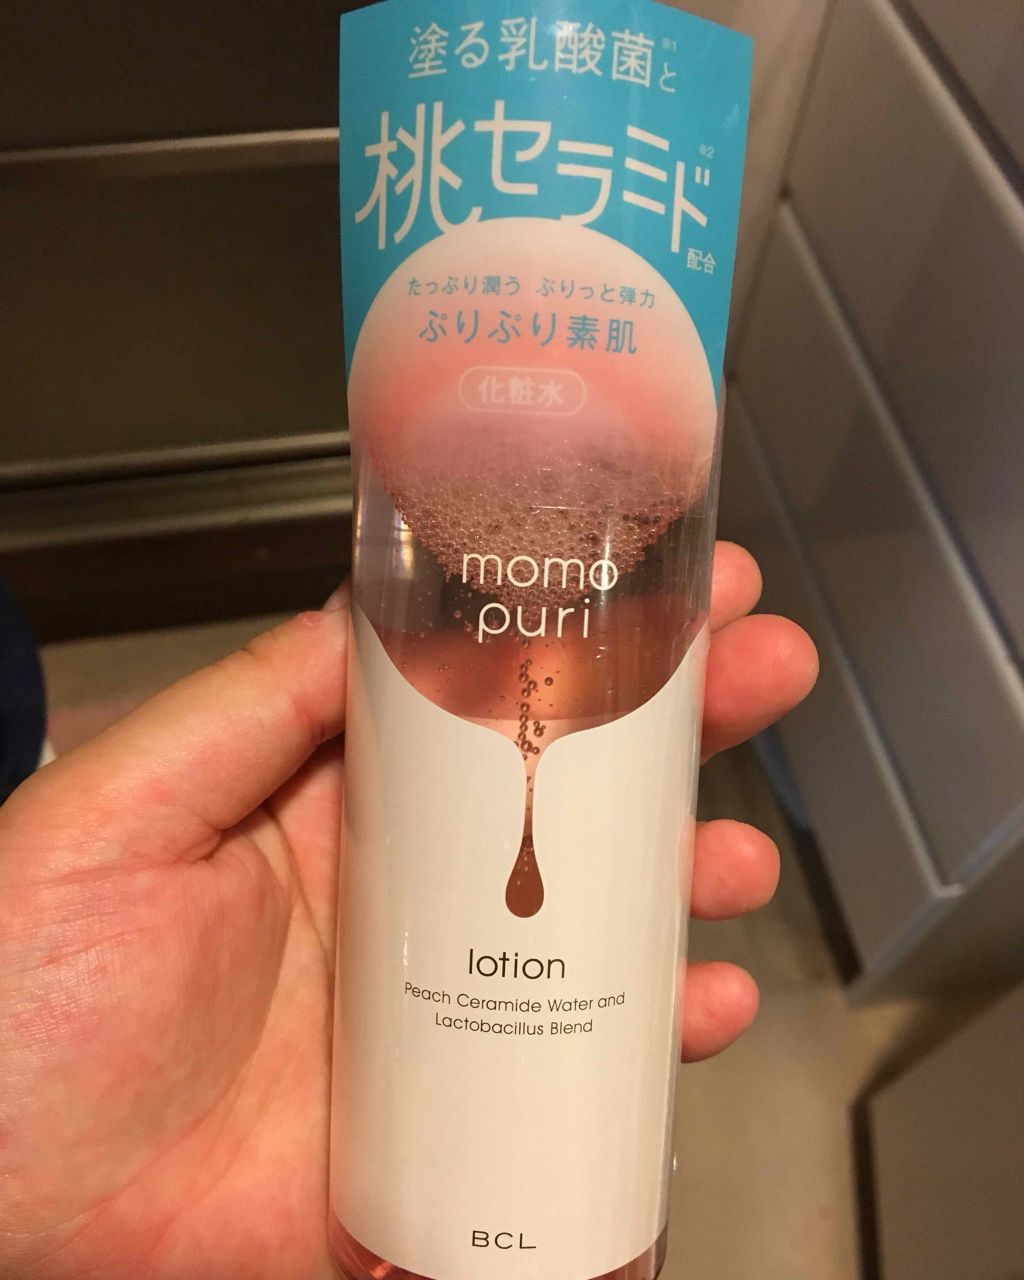 塗る乳酸菌※1と
桃セラミド※2
配合
たっぷり潤う ぷりっと弾力
ぷりぷり素肌
化粧水
momo
puri
lotion
Peach Ceramide Water and
Lactobacillus Blend
BCL